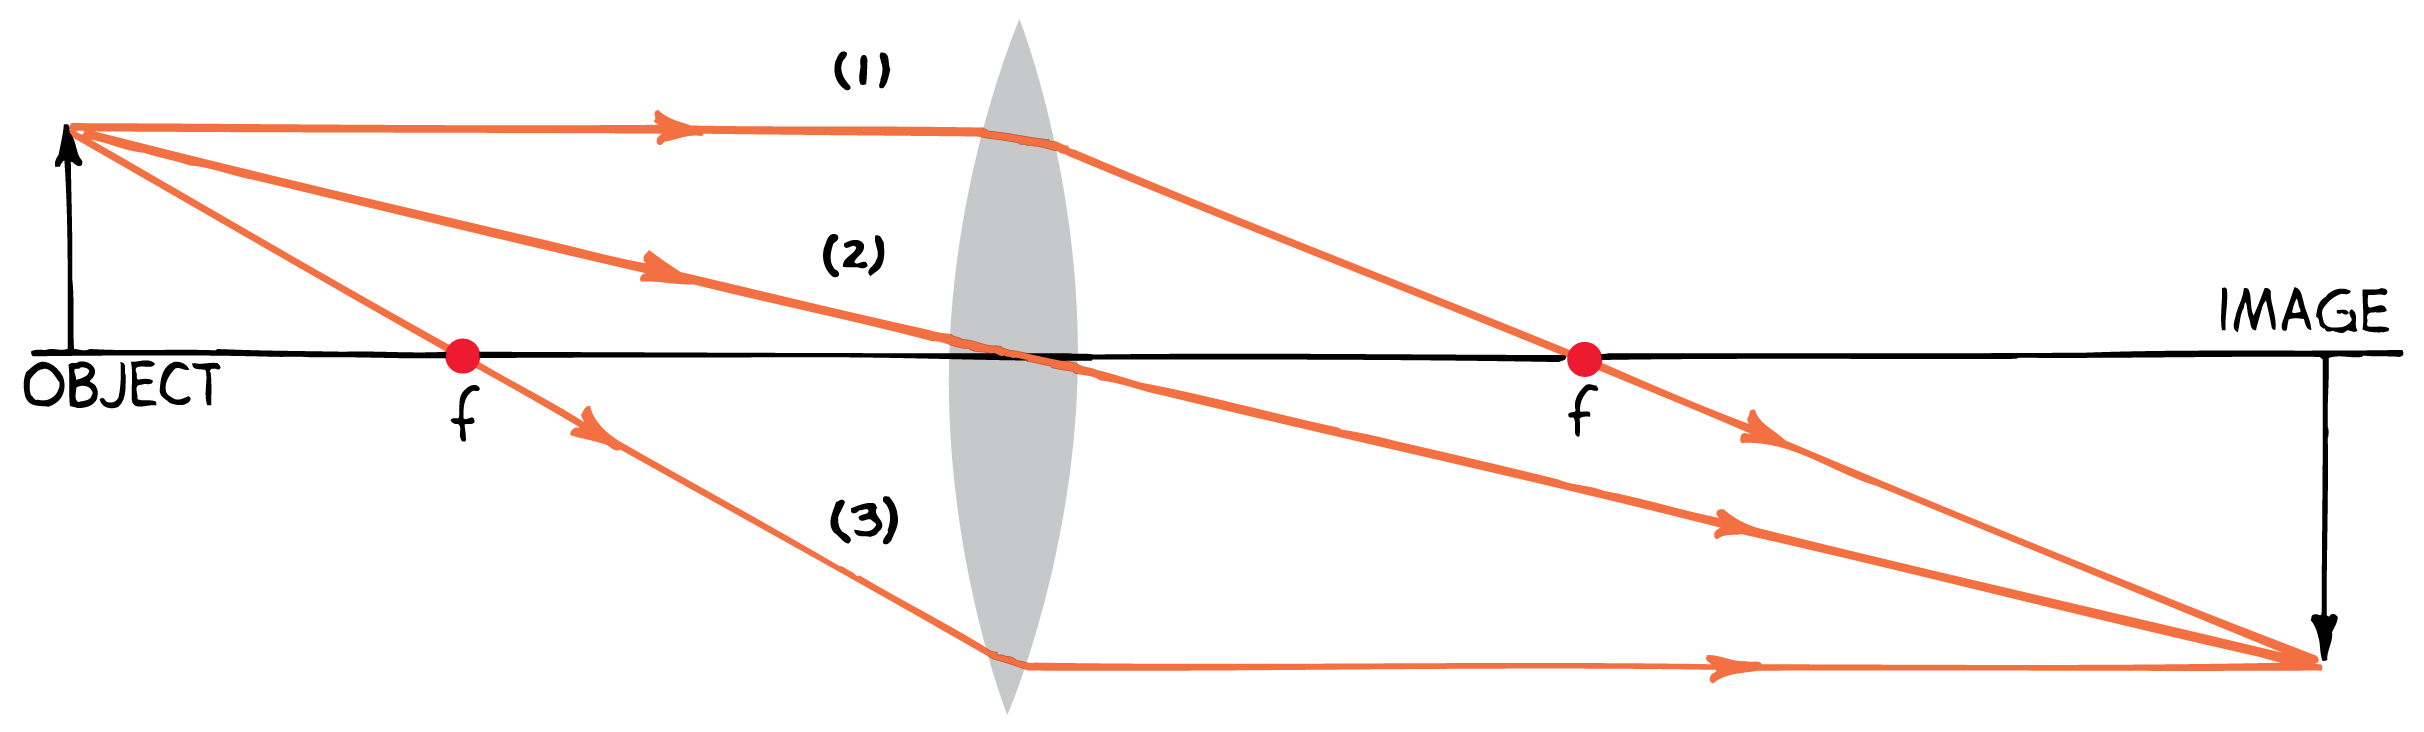 (1)
(2)
IMAGE
OBJECT
f
f
(3)